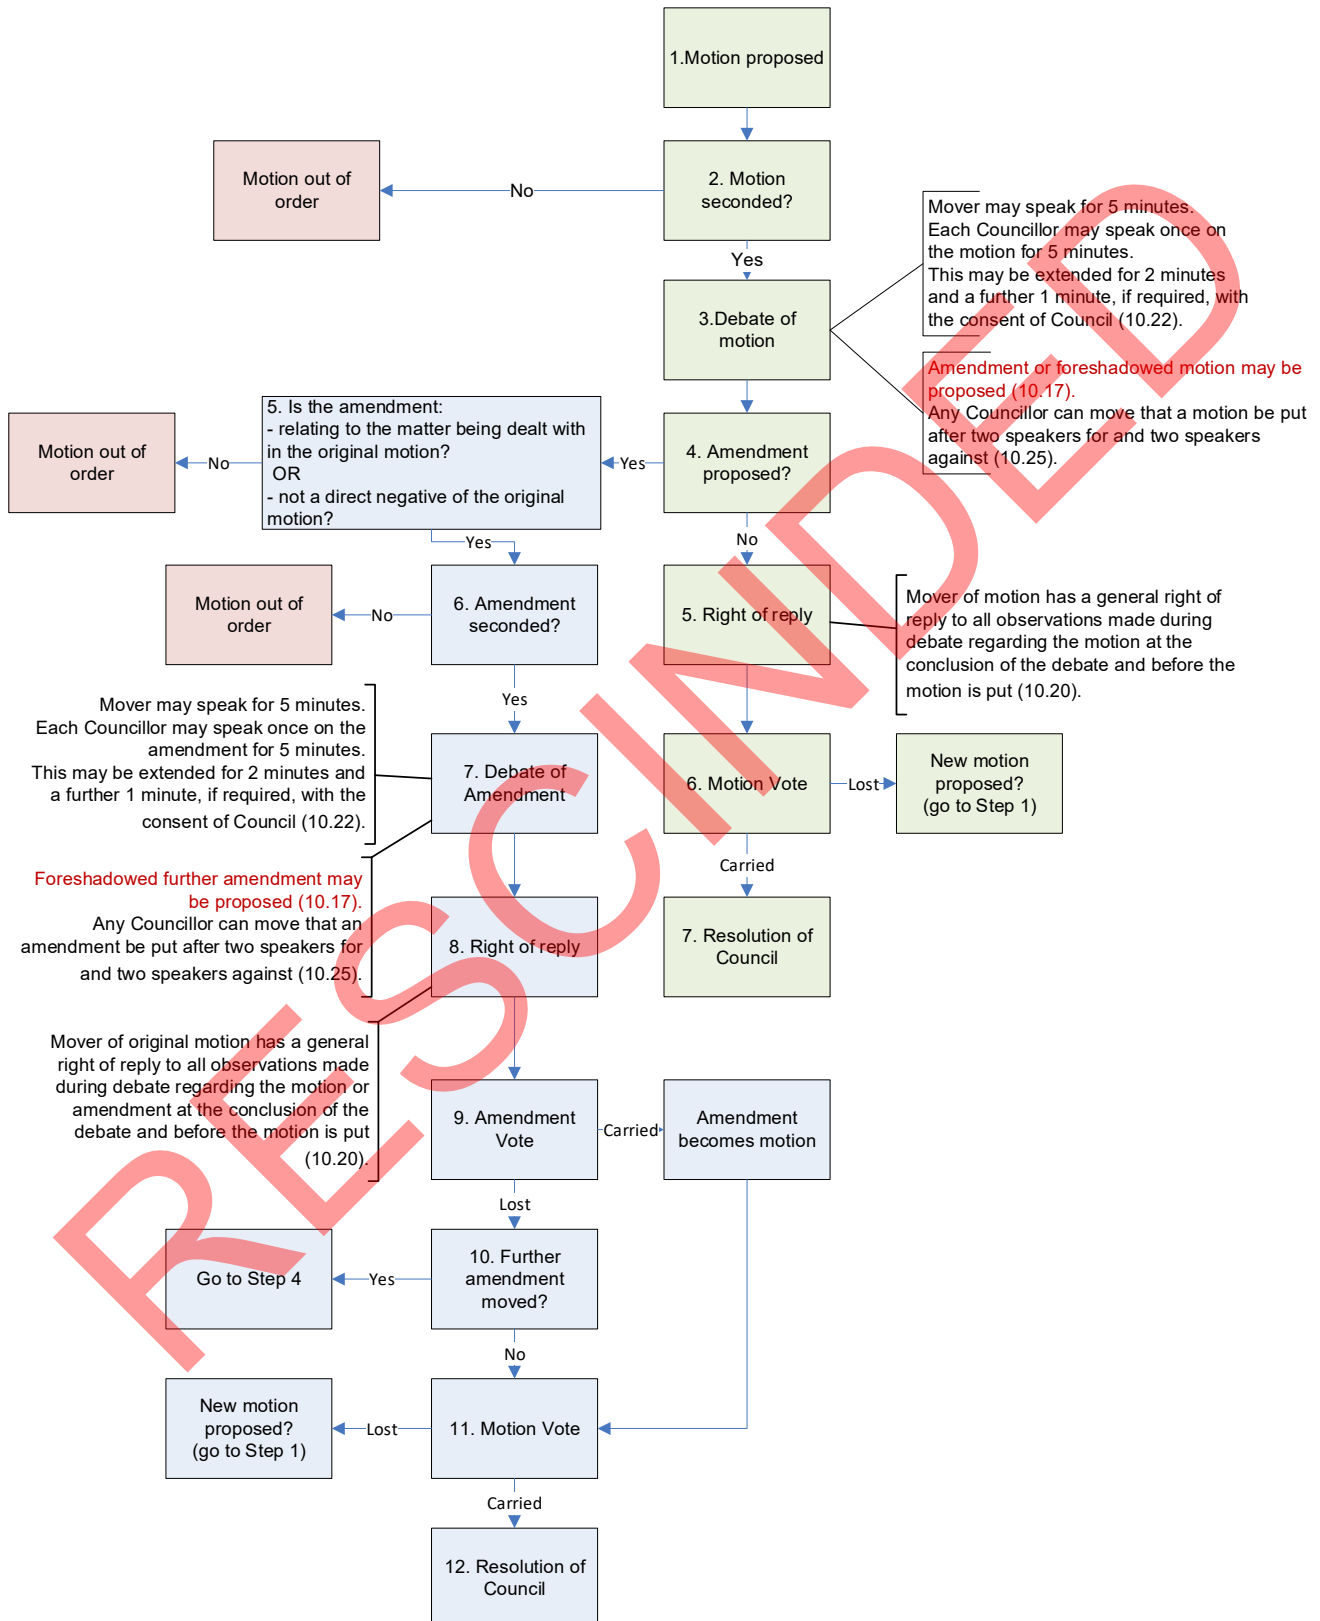 1.Motion proposed
Motion out of
order
No
2. Motion
seconded?
Mover may speak for 5 minutes.
Each Councillor may speak once on
the motion for 5 minutes.
This may be extended for 2 minutes
and a further 1 minute, if required, with
the consent of Council (10.22).
Yes
3.Debate of
motion
Amendment or foreshadowed motion may be
proposed (10.17).
Any Councillor can move that a motion be put
after two speakers for and two speakers
against (10.25).
Motion out of
order
No
5. Is the amendment:
- relating to the matter being dealt with
in the original motion?
OR
- not a direct negative of the original
motion?
Yes
4. Amendment
proposed?
Yes
No
Motion out of
order
No
6. Amendment
seconded?
5. Right of reply
Mover of motion has a general right of
reply to all observations made during
debate regarding the motion at the
conclusion of the debate and before the
motion is put (10.20).
Yes
Mover may speak for 5 minutes.
Each Councillor may speak once on the
amendment for 5 minutes.
This may be extended for 2 minutes and
a further 1 minute, if required, with the
consent of Council (10.22).
7. Debate of
Amendment
6. Motion Vote
Lost
New motion
proposed?
(go to Step 1)
Carried
Foreshadowed further amendment may
be proposed (10.17).
Any Councillor can move that an
amendment be put after two speakers for
and two speakers against (10.25).
8. Right of reply
7. Resolution of
Council
Mover of original motion has a general
right of reply to all observations made
during debate regarding the motion or
amendment at the conclusion of the
debate and before the motion is put
(10.20).
9. Amendment
Vote
Carried
Amendment
becomes motion
Lost
Go to Step 4
Yes
10. Further
amendment
moved?
No
New motion
proposed?
(go to Step 1)
Lost
11. Motion Vote
Carried
12. Resolution of
Council
RESCINDED